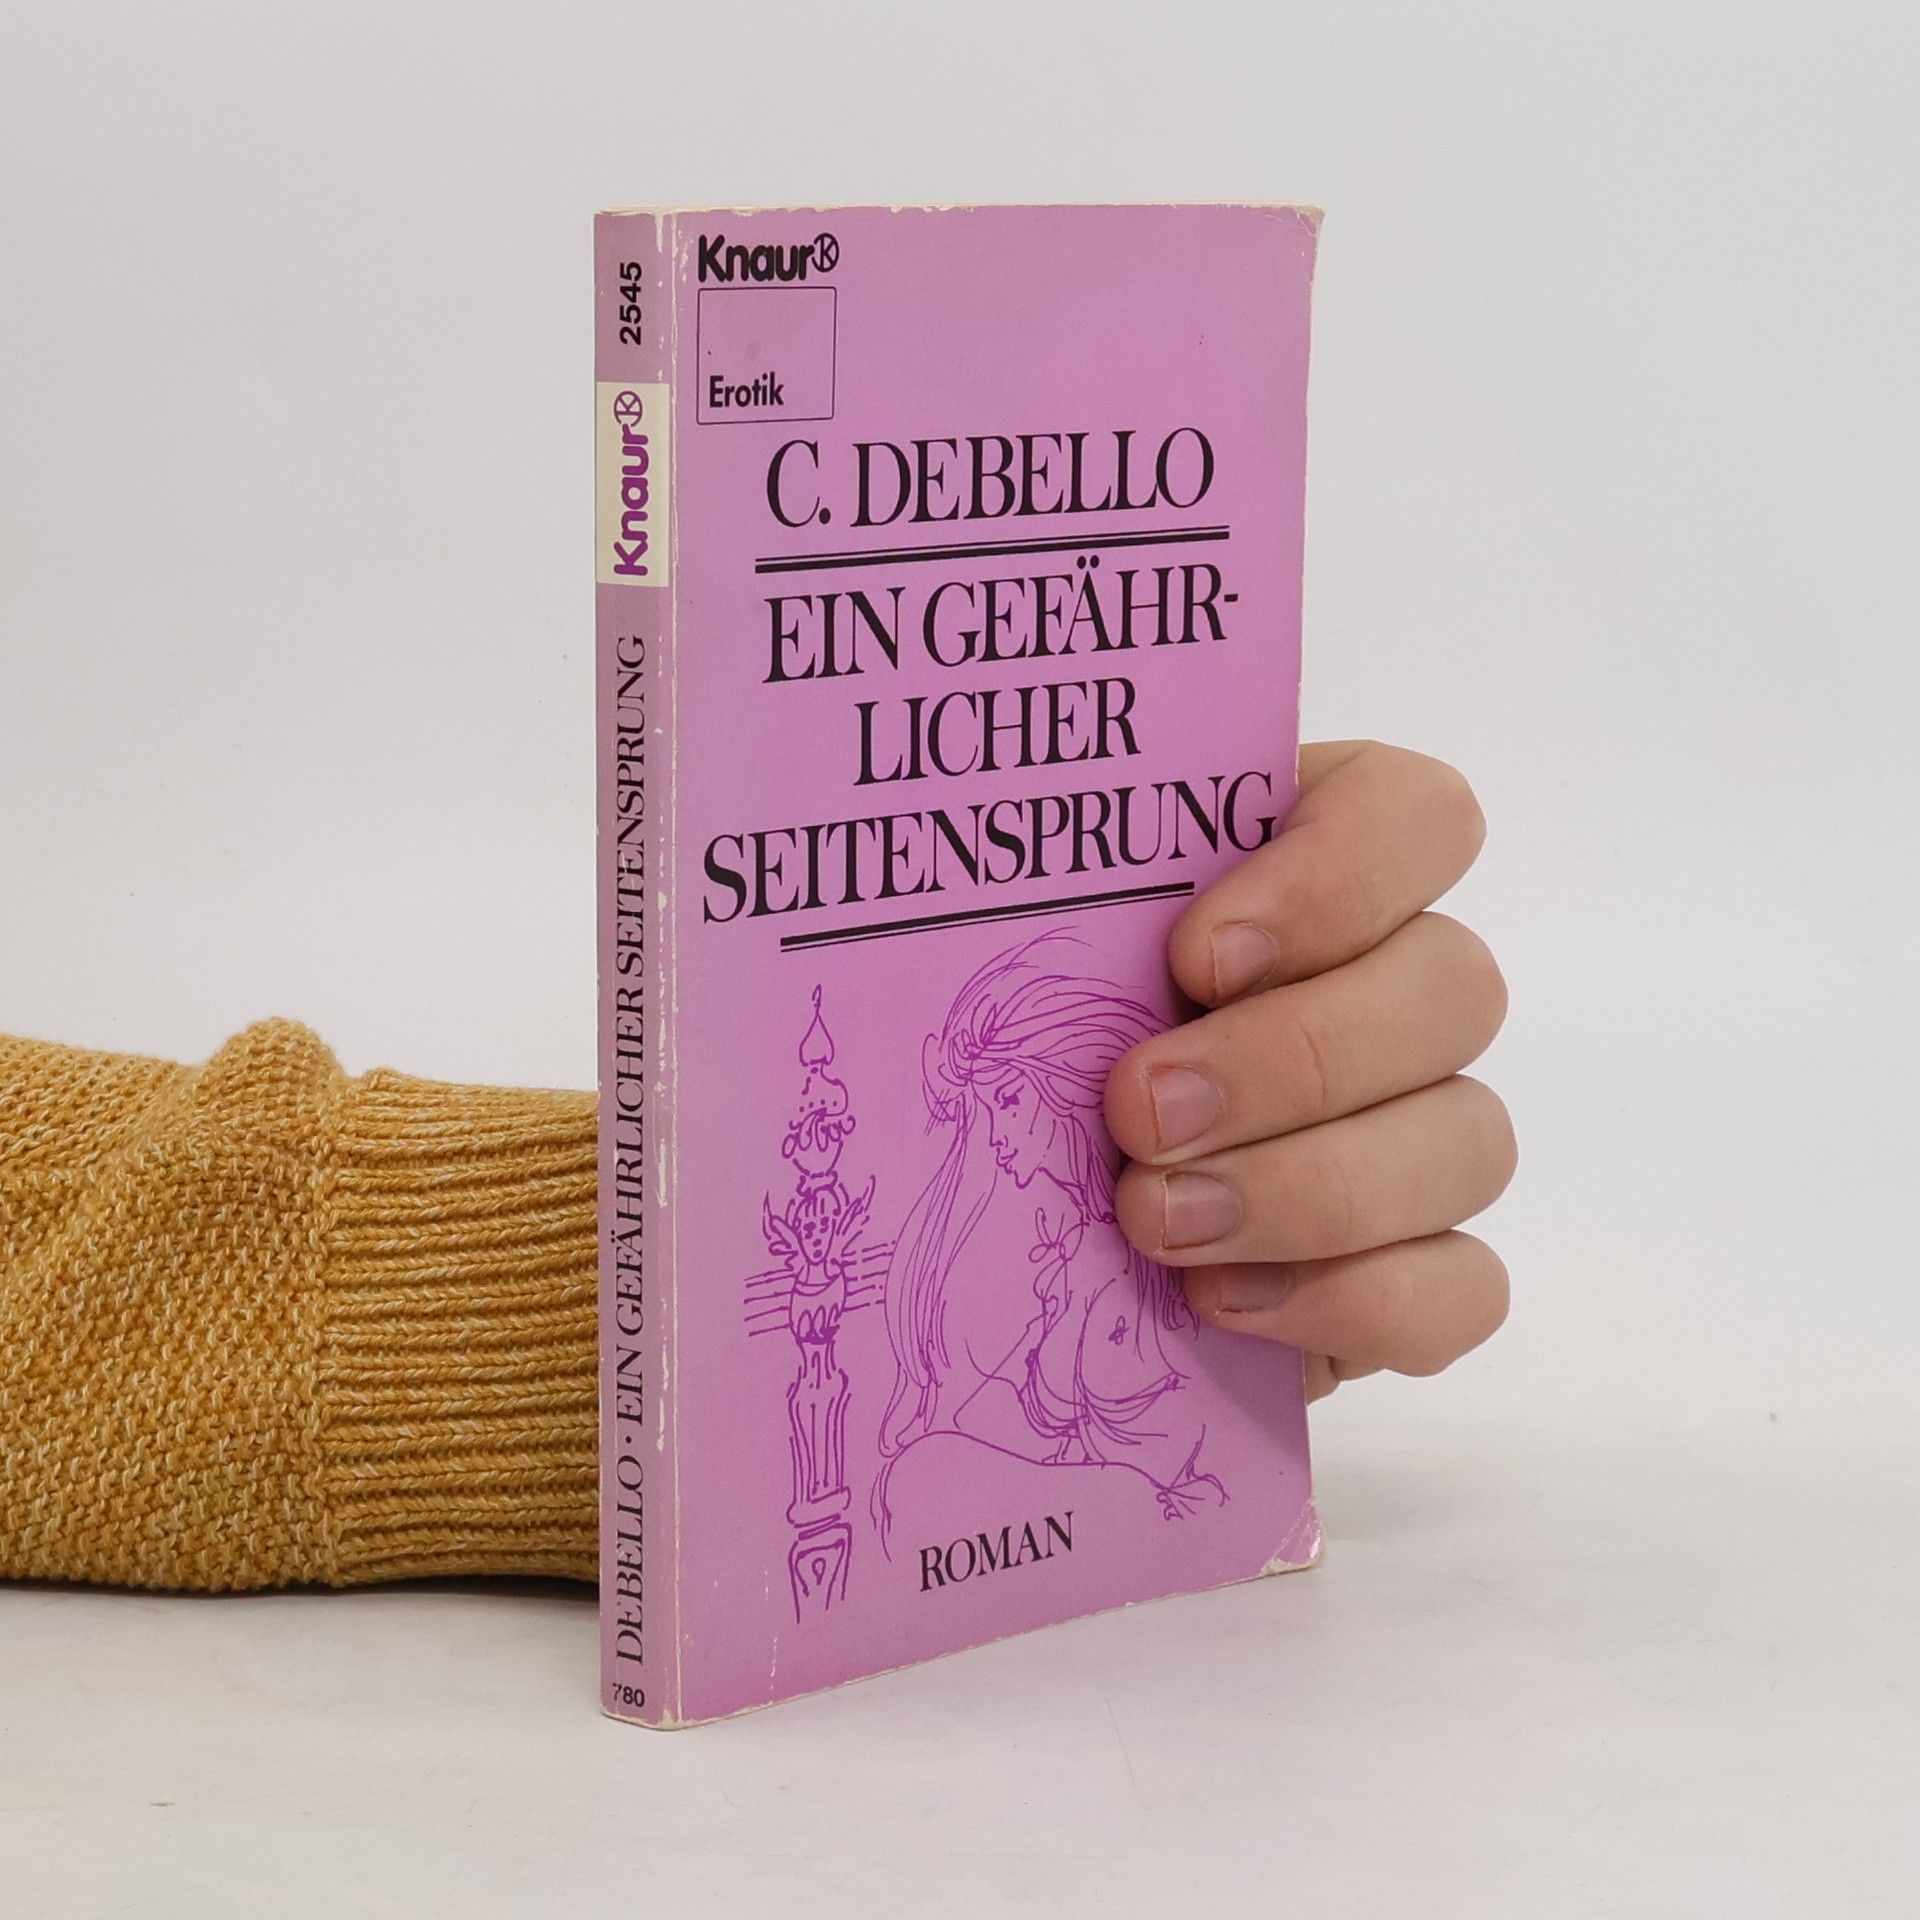 2545
Knaur
DEBELLO · EIN GEFÄHRLICHER SEITENSPRUNG
780
Knaur
Erotik
C. DEBELLO
EIN GEFÄHR-
LICHER
SEITENSPRUNG
ROMAN